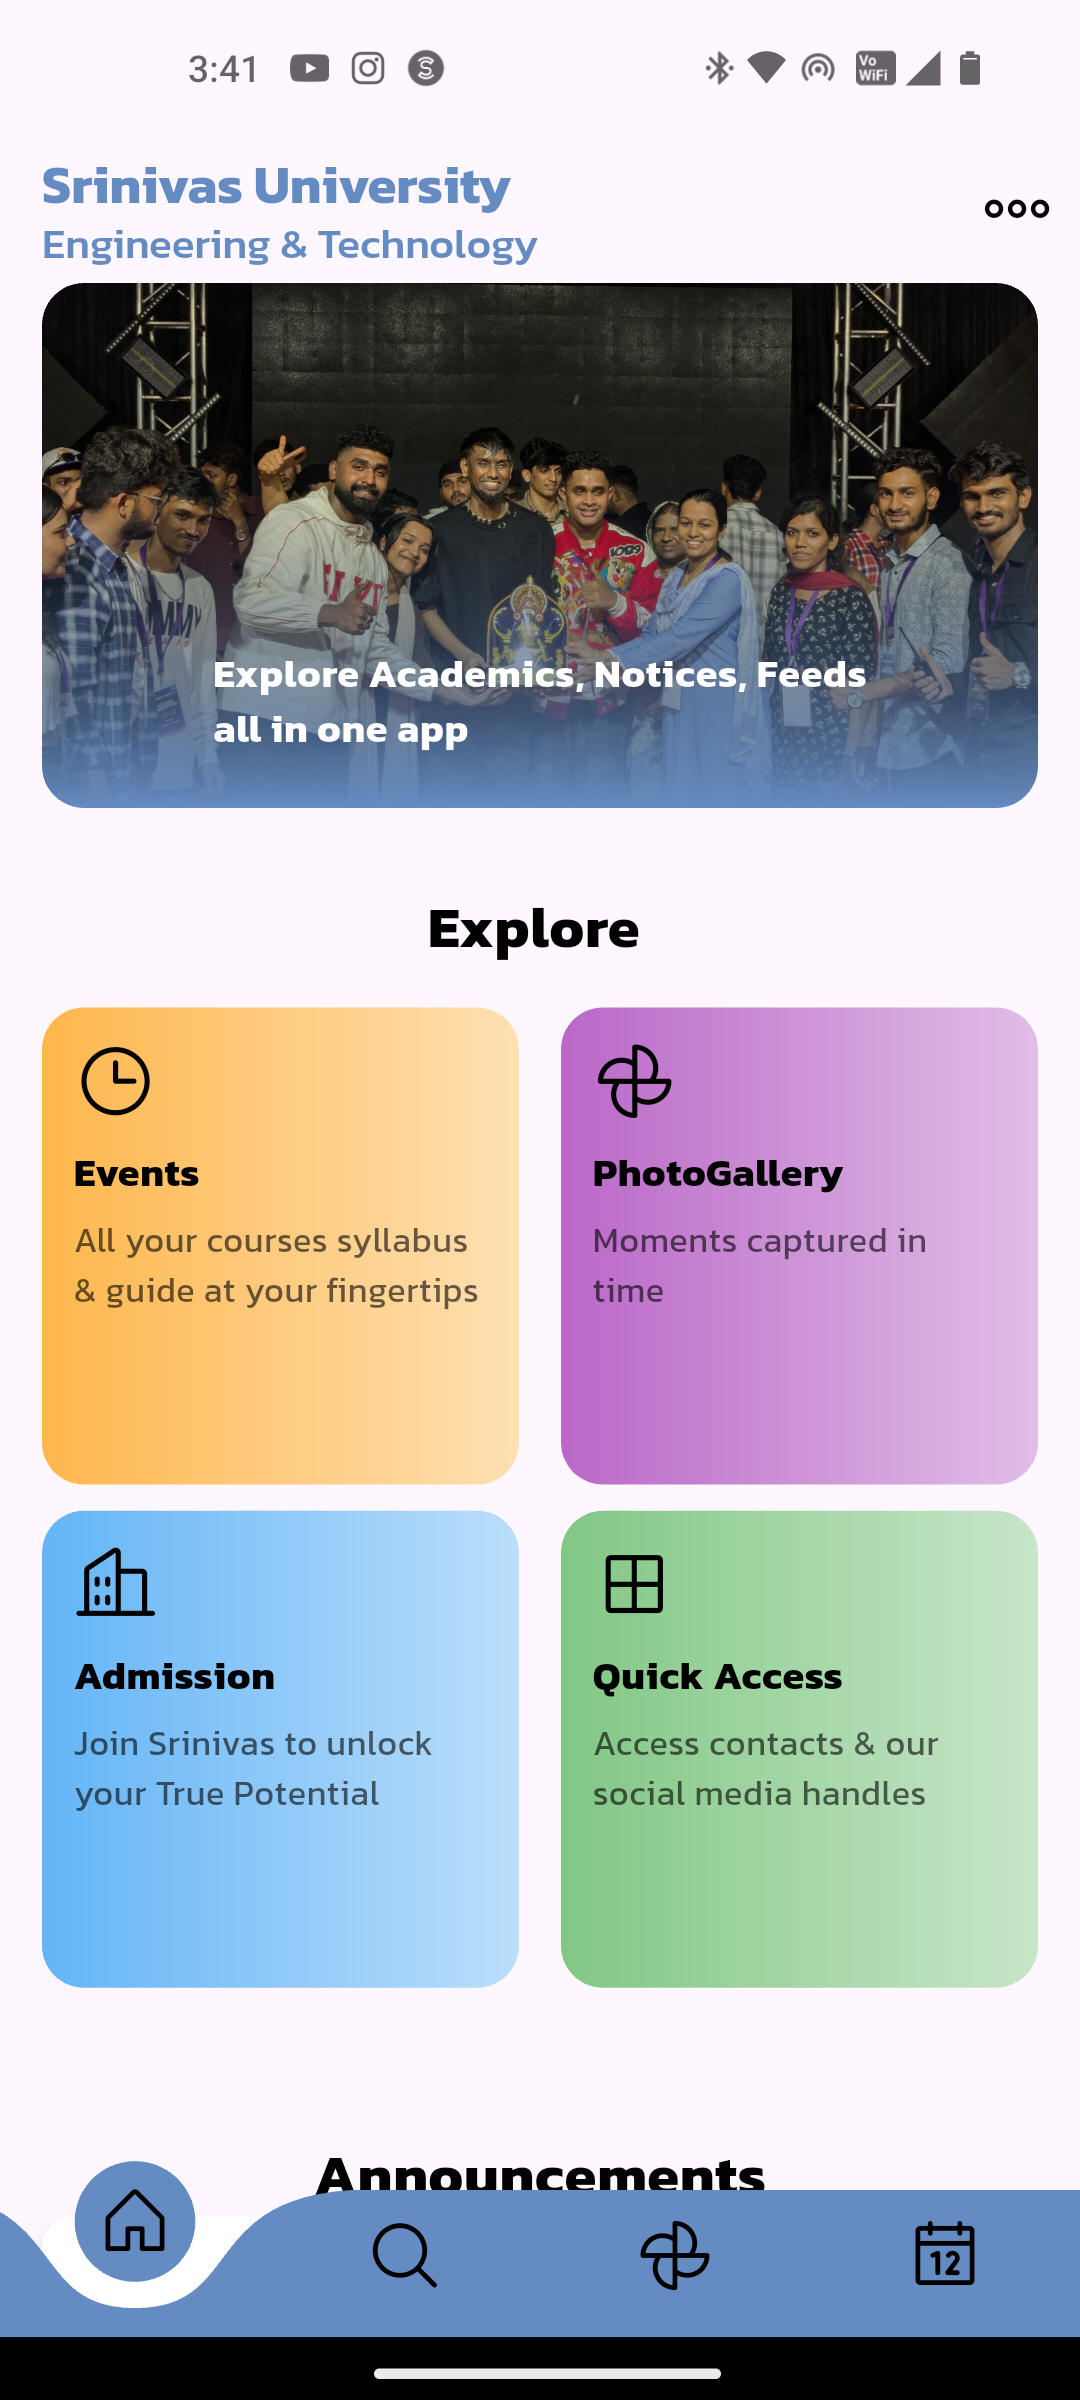 3:41
Vo
WiFi
Srinivas University
Engineering & Technology
Explore Academics, Notices, Feeds
all in one app
Explore
Events
All your courses syllabus
& guide at your fingertips
PhotoGallery
Moments captured in
time
Admission
Join Srinivas to unlock
your True Potential
Quick Access
Access contacts & our
social media handles
Announcements
12